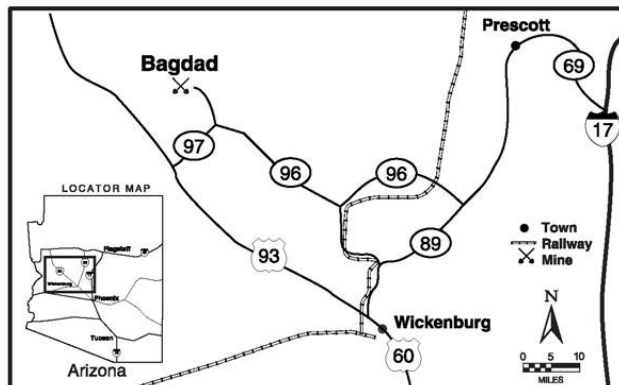 Prescott
Bagdad
69
17
97
96
96
LOCATOR MAP
Flagstaff
93
89
Town
Railway
Mine
Wickenburg
Phoenix
N
Wickenburg
Tucson
60
0 5 10
Arizona
MILES